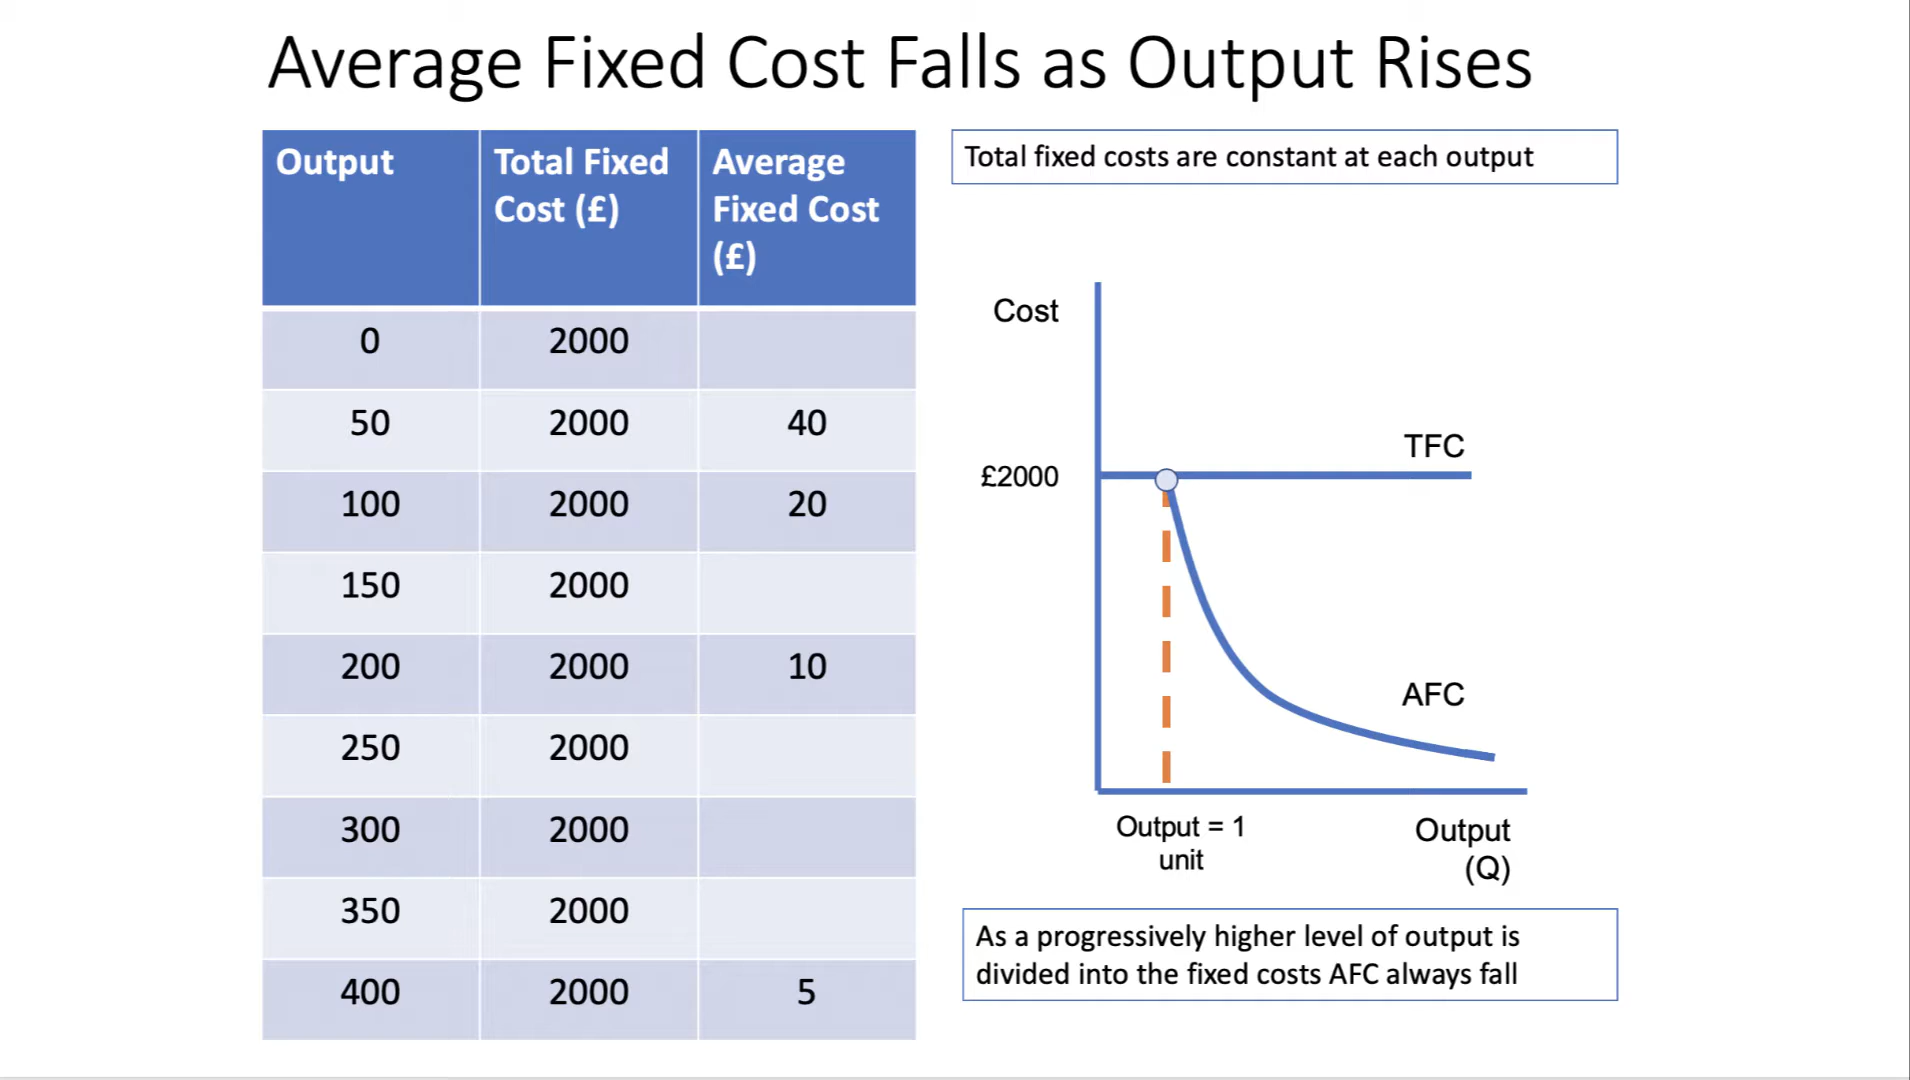 Average Fixed Cost Falls as Output Rises
Output
Total Fixed
Cost (£)
Average
Fixed Cost
(£)
0 2000
50 2000 40
100 2000 20
150 2000
200 2000 10
250 2000
300 2000
350 2000
400 2000 5
Total fixed costs are constant at each output
Cost
TFC
£2000
AFC
Output = 1
unit
Output
(Q)
As a progressively higher level of output is
divided into the fixed costs AFC always fall